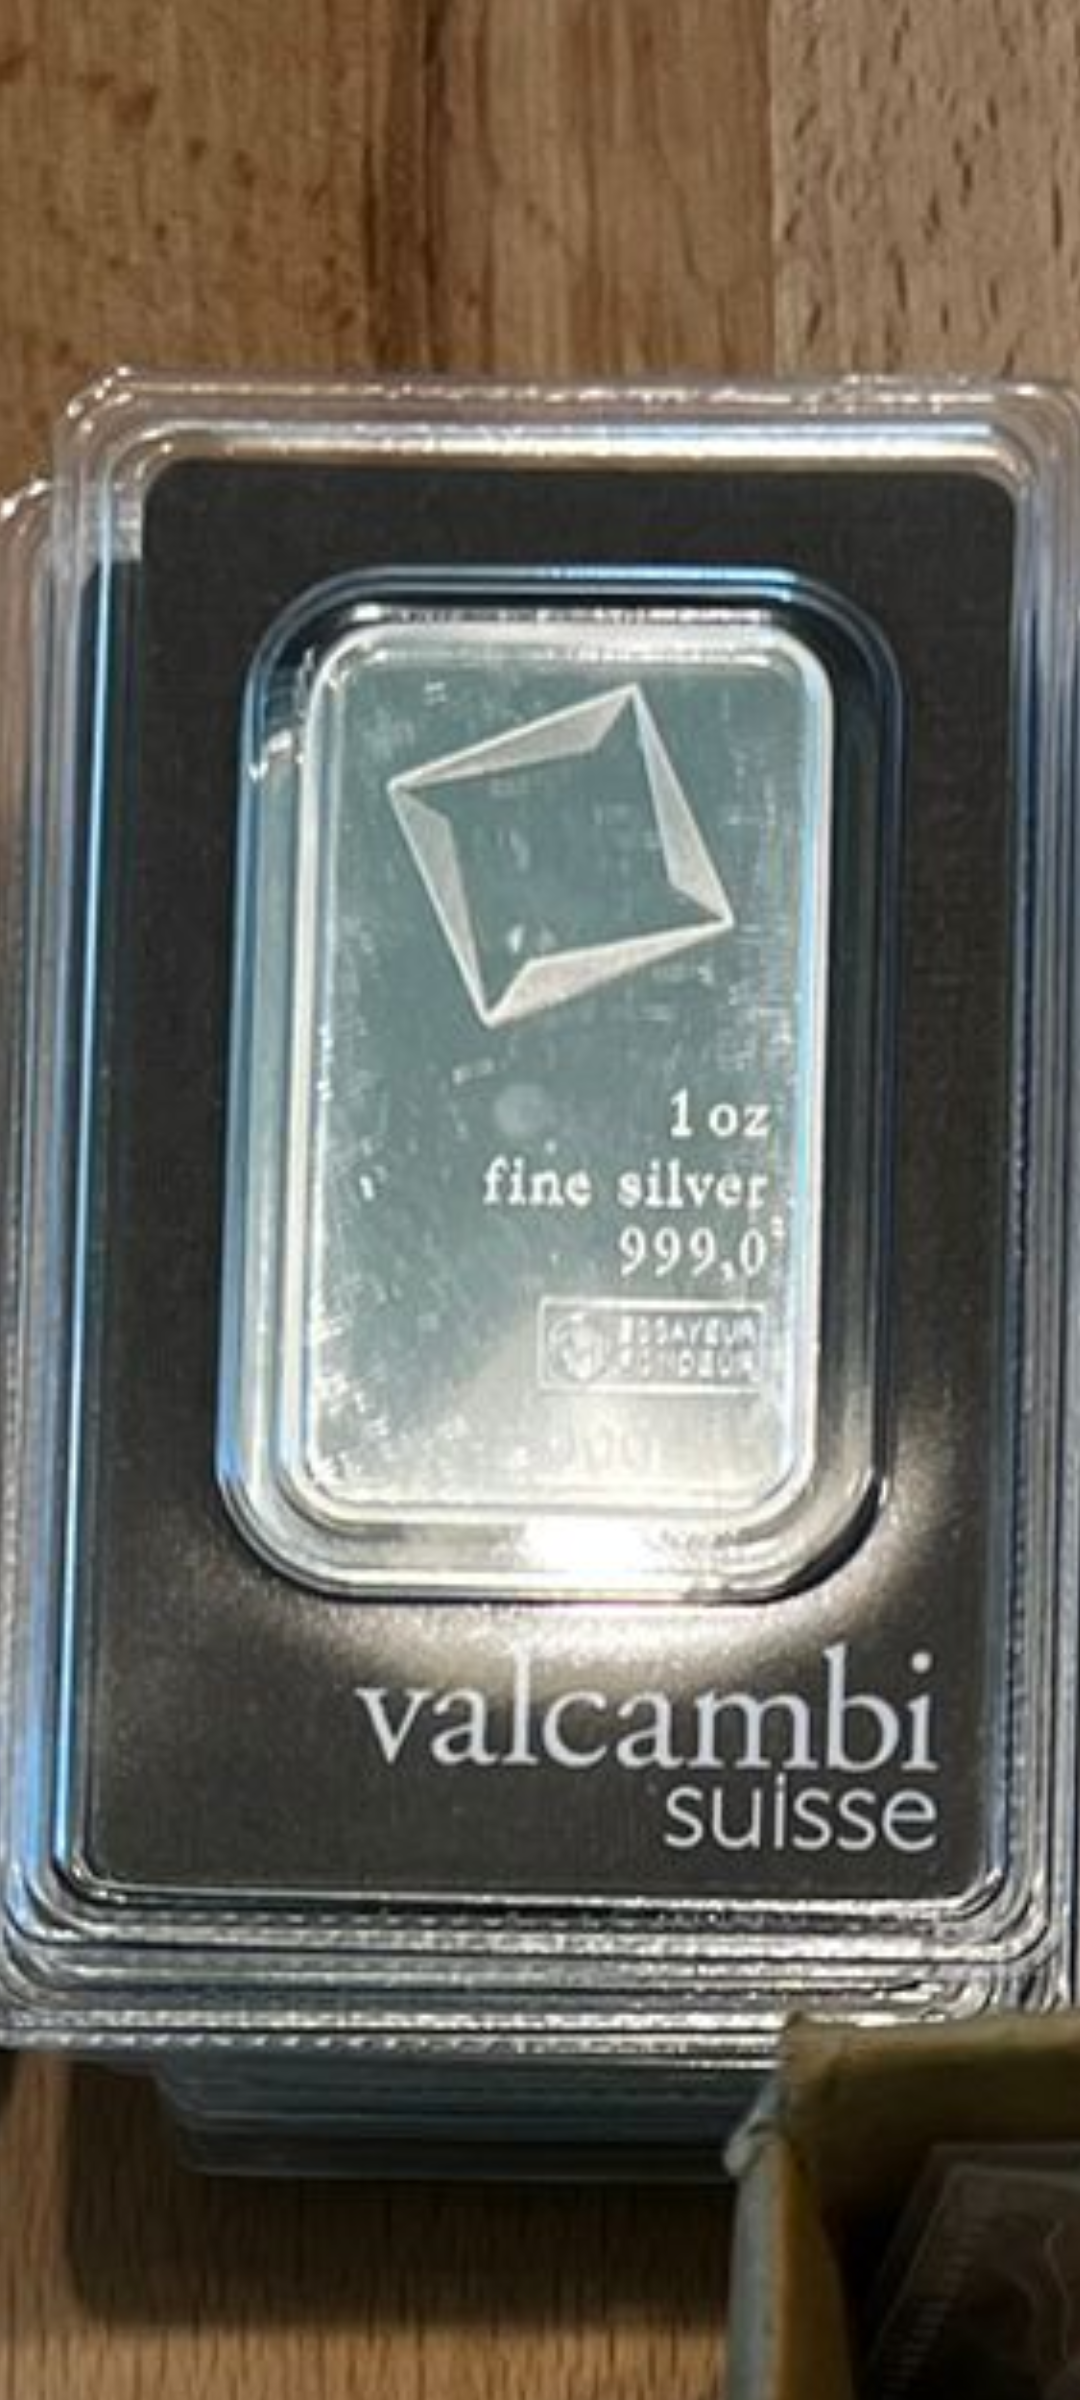 1 oz
fine silver
999,0
ESSAYEUR
FONDEUR
valcambi
suisse